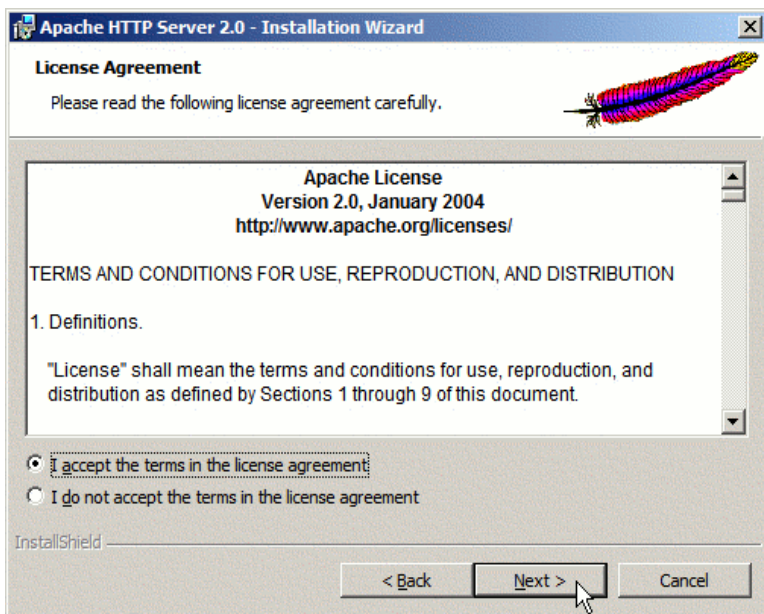 Apache HTTP Server 2.0 - Installation Wizard
License Agreement
Please read the following license agreement carefully.
Apache License
Version 2.0, January 2004
http://www.apache.org/licenses/
TERMS AND CONDITIONS FOR USE, REPRODUCTION, AND DISTRIBUTION
1. Definitions.
"License" shall mean the terms and conditions for use, reproduction, and
distribution as defined by Sections 1 through 9 of this document.
I accept the terms in the license agreement
I do not accept the terms in the license agreement
InstallShield
< Back Next > Cancel